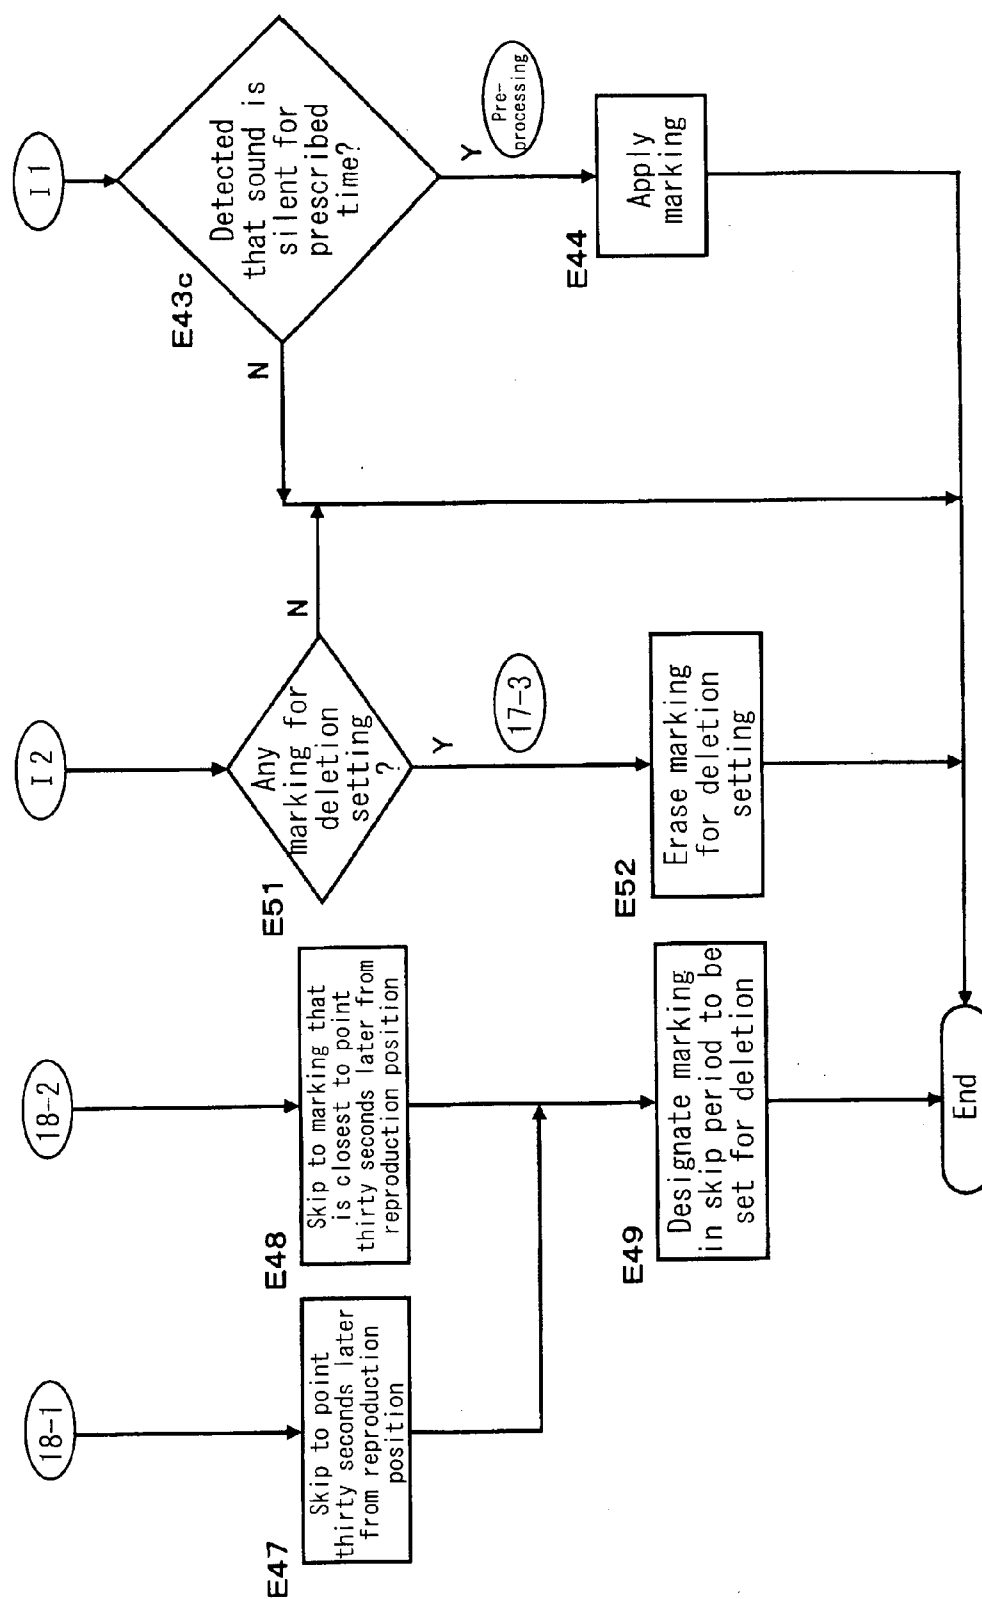 18-1
18-2
I2
I1
E47
Skip to point
thirty seconds later
from reproduction
position
E48
Skip to marking that
is closest to point
thirty seconds later from
reproduction position
E51
Any
marking for
deletion
setting
?
N
Y
17-3
E43c
Detected
that sound is
silent for
prescribed
time?
N
Y
Pre-
processing
E49
Designate marking
in skip period to be
set for deletion
E52
Erase marking
for deletion
setting
E44
Apply
marking
End